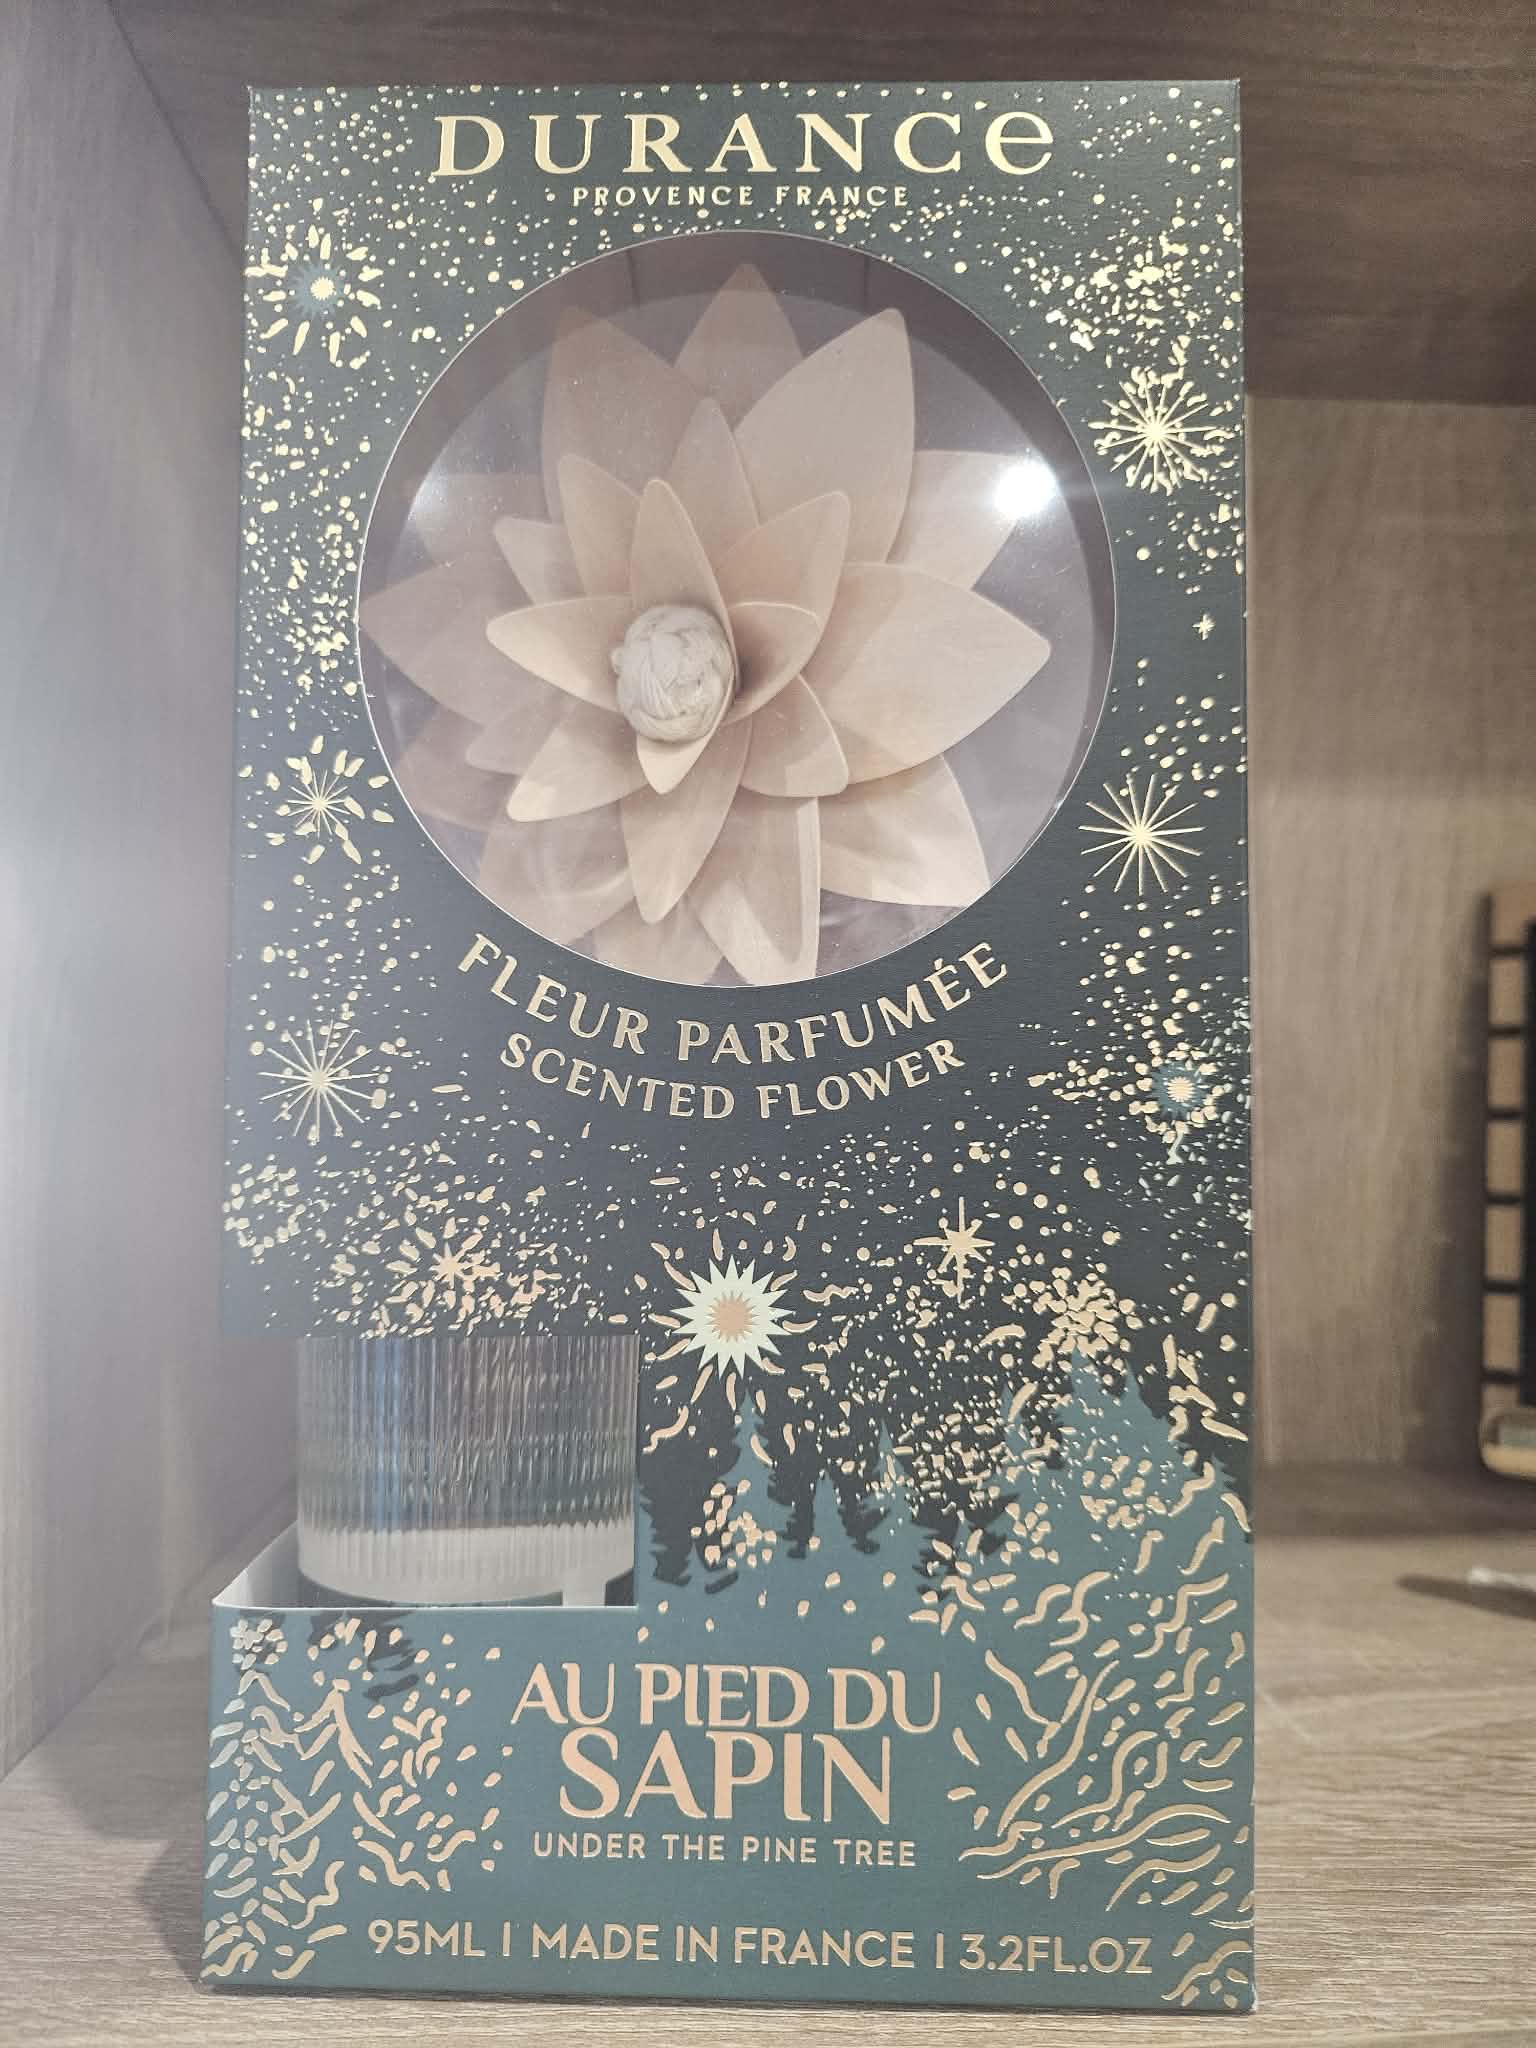 DURANCe
PROVENCE FRANCE
FLEUR PARFUMÉE
SCENTED FLOWER
AU PIED DU
SAPIN
UNDER THE PINE TREE
95ML I MADE IN FRANCE I 3.2FL.OZ